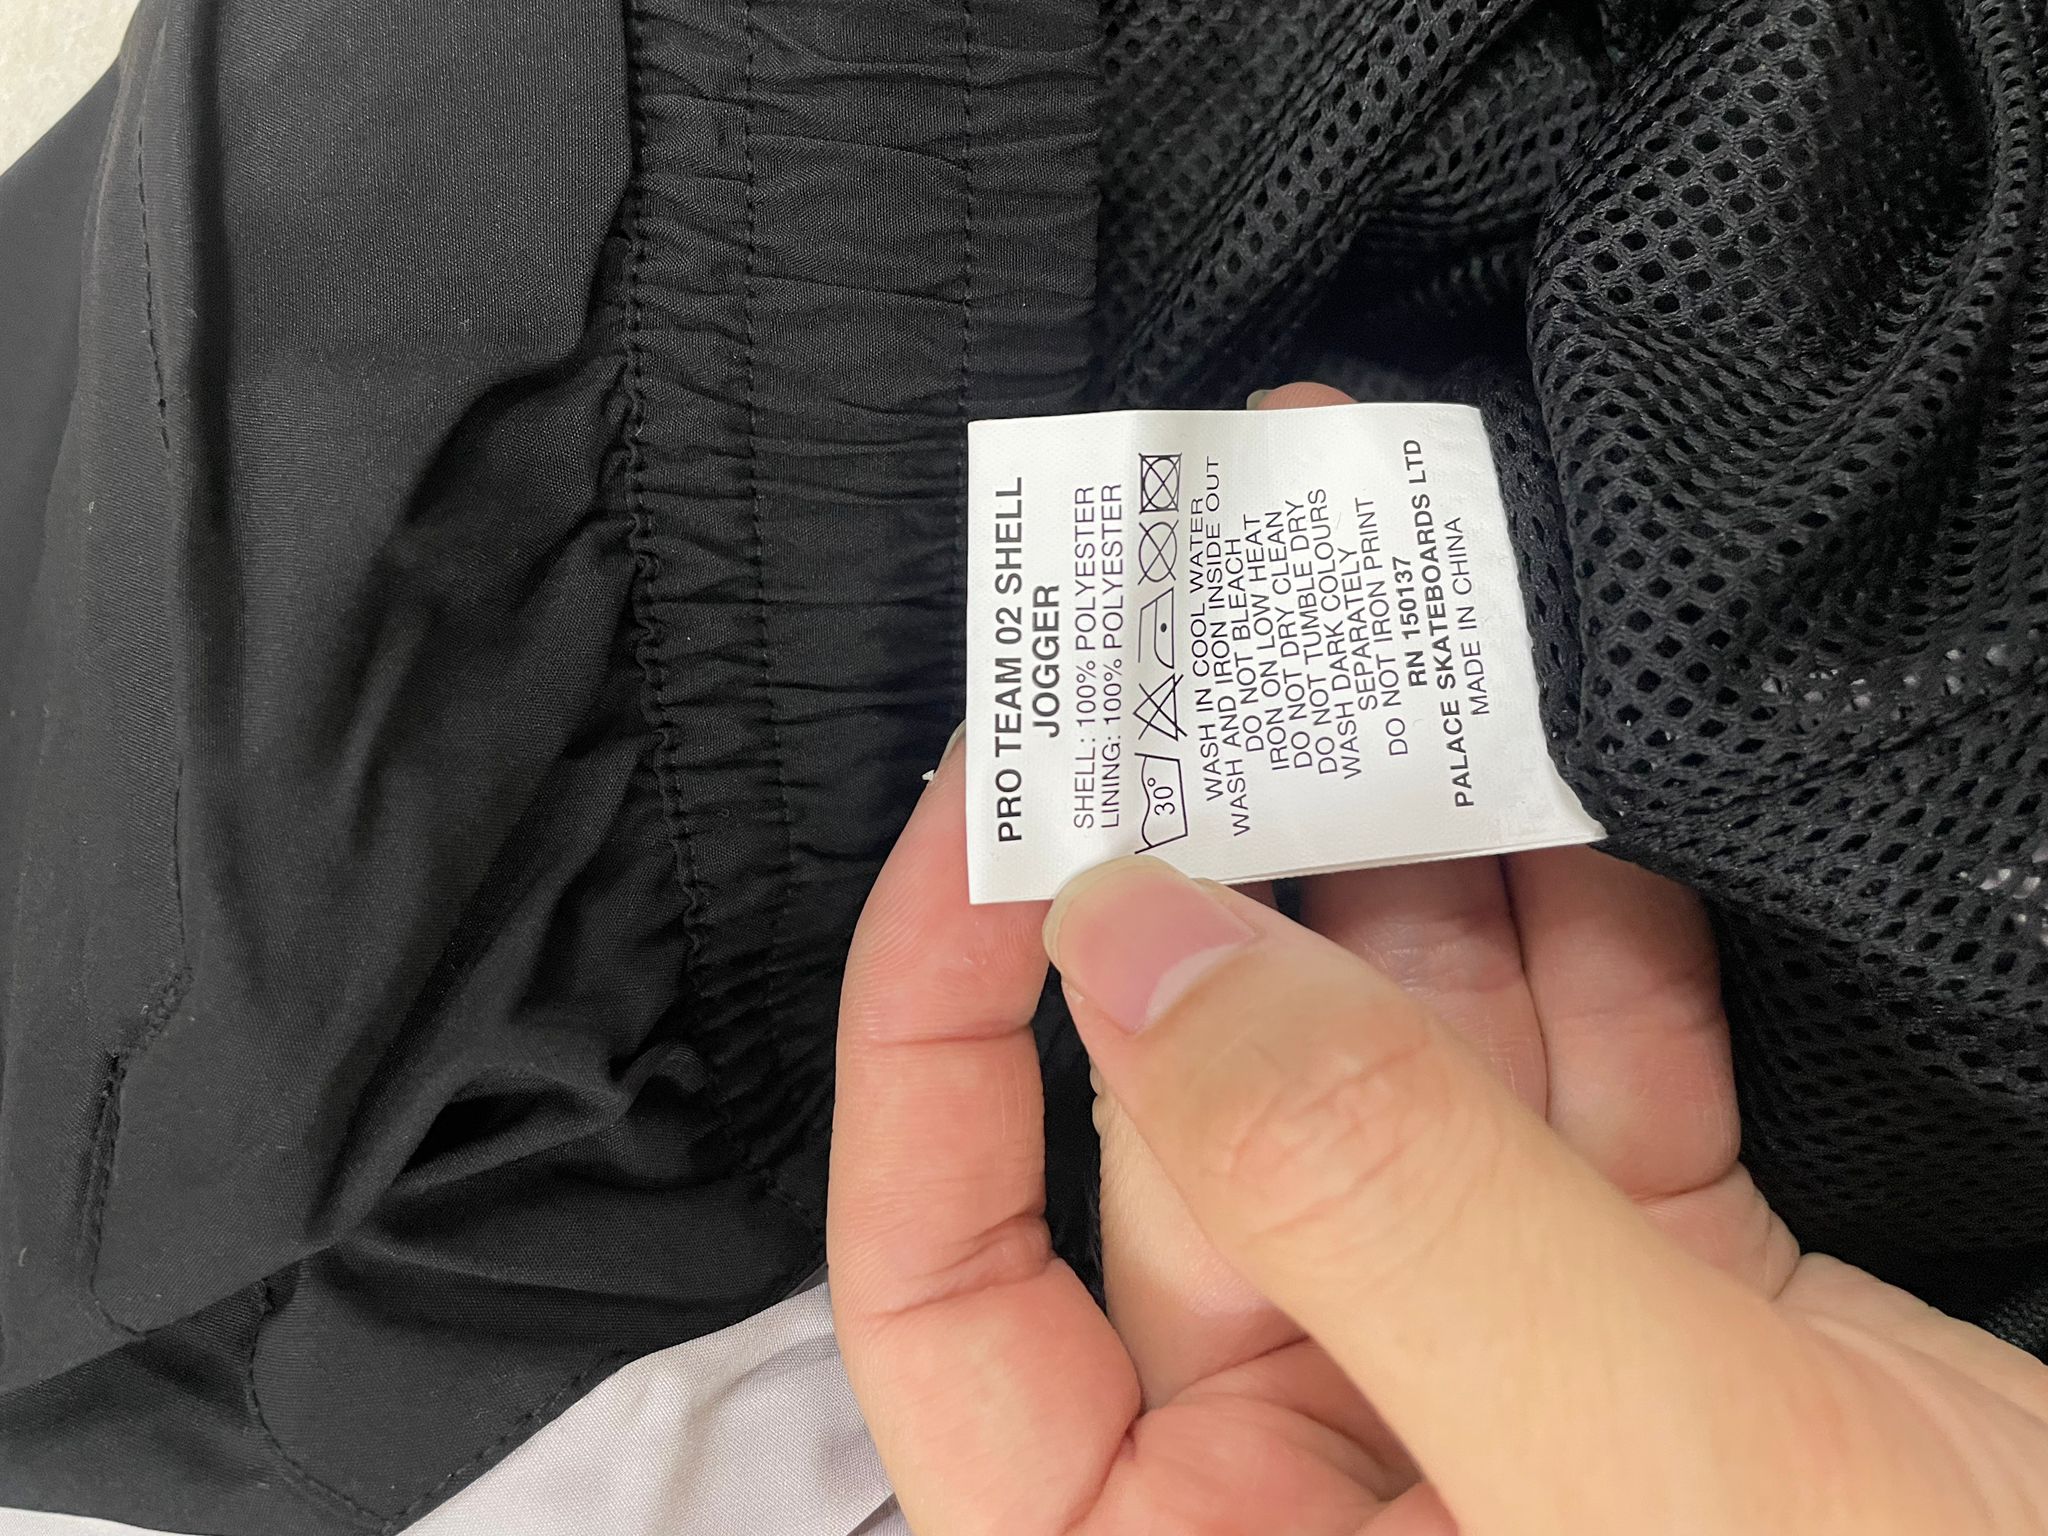 PRO TEAM 02 SHELL
JOGGER
SHELL: 100% POLYESTER
LINING: 100% POLYESTER
30°
WASH IN COOL WATER
WASH AND IRON INSIDE OUT
DO NOT BLEACH
IRON ON LOW HEAT
DO NOT DRY CLEAN
DO NOT TUMBLE DRY
WASH DARK COLOURS
SEPARATELY
DO NOT IRON PRINT
RN 150137
PALACE SKATEBOARDS LTD
MADE IN CHINA